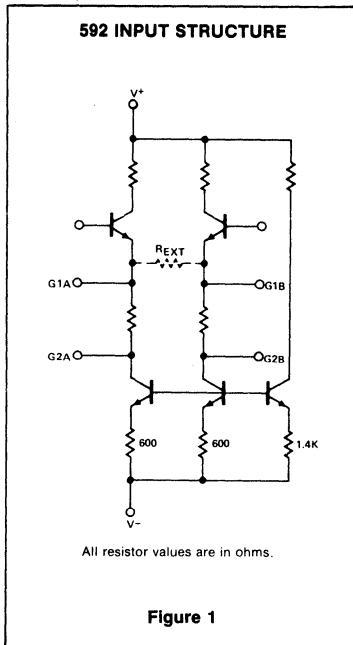 592 INPUT STRUCTURE
V+
REXT
G1A
G1B
G2A
G2B
600
600
1.4K
V−
All resistor values are in ohms.
Figure 1